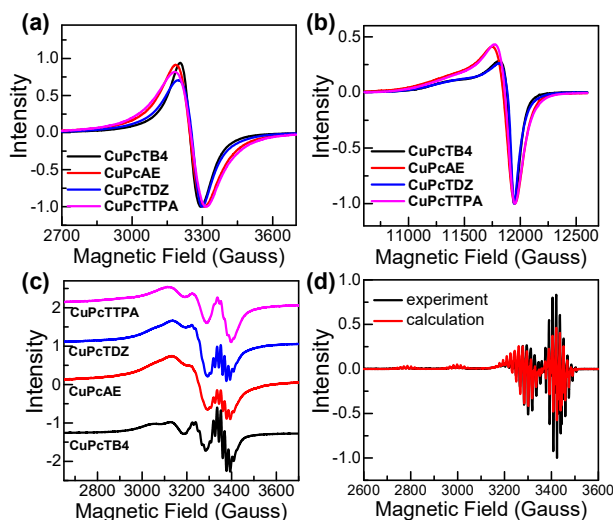 (a)
1.0
0.5
0.0
-0.5
-1.0
Intensity
CuPcTB4
CuPcAE
CuPcTDZ
CuPcTTPA
2700 3000 3300 3600
Magnetic Field (Gauss)
(b)
0.5
0.0
-0.5
-1.0
Intensity
CuPcTB4
CuPcAE
CuPcTDZ
CuPcTTPA
11000 11500 12000 12500
Magnetic Field (Gauss)
(c)
2
1
0
-1
-2
Intensity
CuPcTTPA
CuPcTDZ
CuPcAE
CuPcTB4
2800 3000 3200 3400
Magnetic Field (Gauss)
(d)
1.0
0.5
0.0
-0.5
-1.0
Intensity
experiment
calculation
2600 2800 3000 3200 3400 3600
Magnetic Field (Gauss)